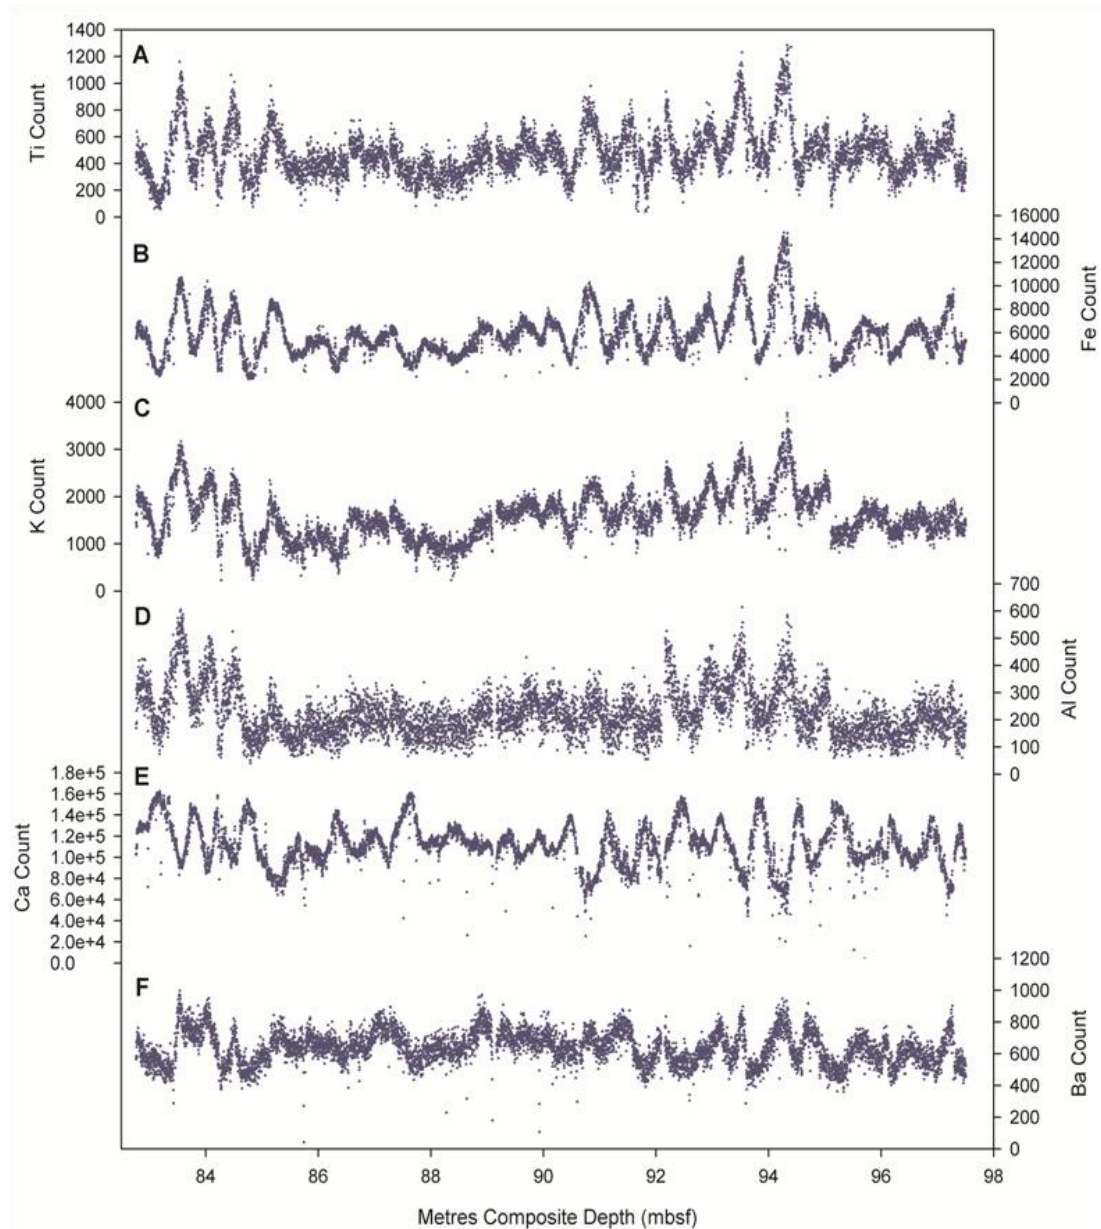 A
1400
1200
1000
800
600
400
200
0
Ti Count
B
16000
14000
12000
10000
8000
6000
4000
2000
0
Fe Count
C
4000
3000
2000
1000
0
K Count
D
700
600
500
400
300
200
100
0
Al Count
E
1.8e+5
1.6e+5
1.4e+5
1.2e+5
1.0e+5
8.0e+4
6.0e+4
4.0e+4
2.0e+4
0.0
Ca Count
F
1200
1000
800
600
400
200
0
Ba Count
84 86 88 90 92 94 96 98
Metres Composite Depth (mbsf)